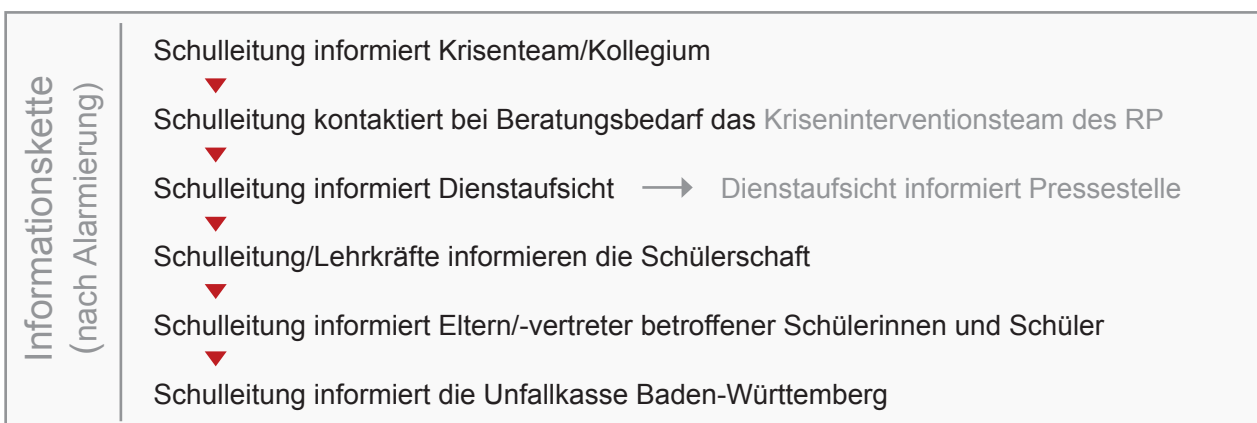 Informationskette
(nach Alarmierung)
Schulleitung informiert Krisenteam/Kollegium
Schulleitung kontaktiert bei Beratungsbedarf das Kriseninterventionsteam des RP
Schulleitung informiert Dienstaufsicht → Dienstaufsicht informiert Pressestelle
Schulleitung/Lehrkräfte informieren die Schülerschaft
Schulleitung informiert Eltern/-vertreter betroffener Schülerinnen und Schüler
Schulleitung informiert die Unfallkasse Baden-Württemberg